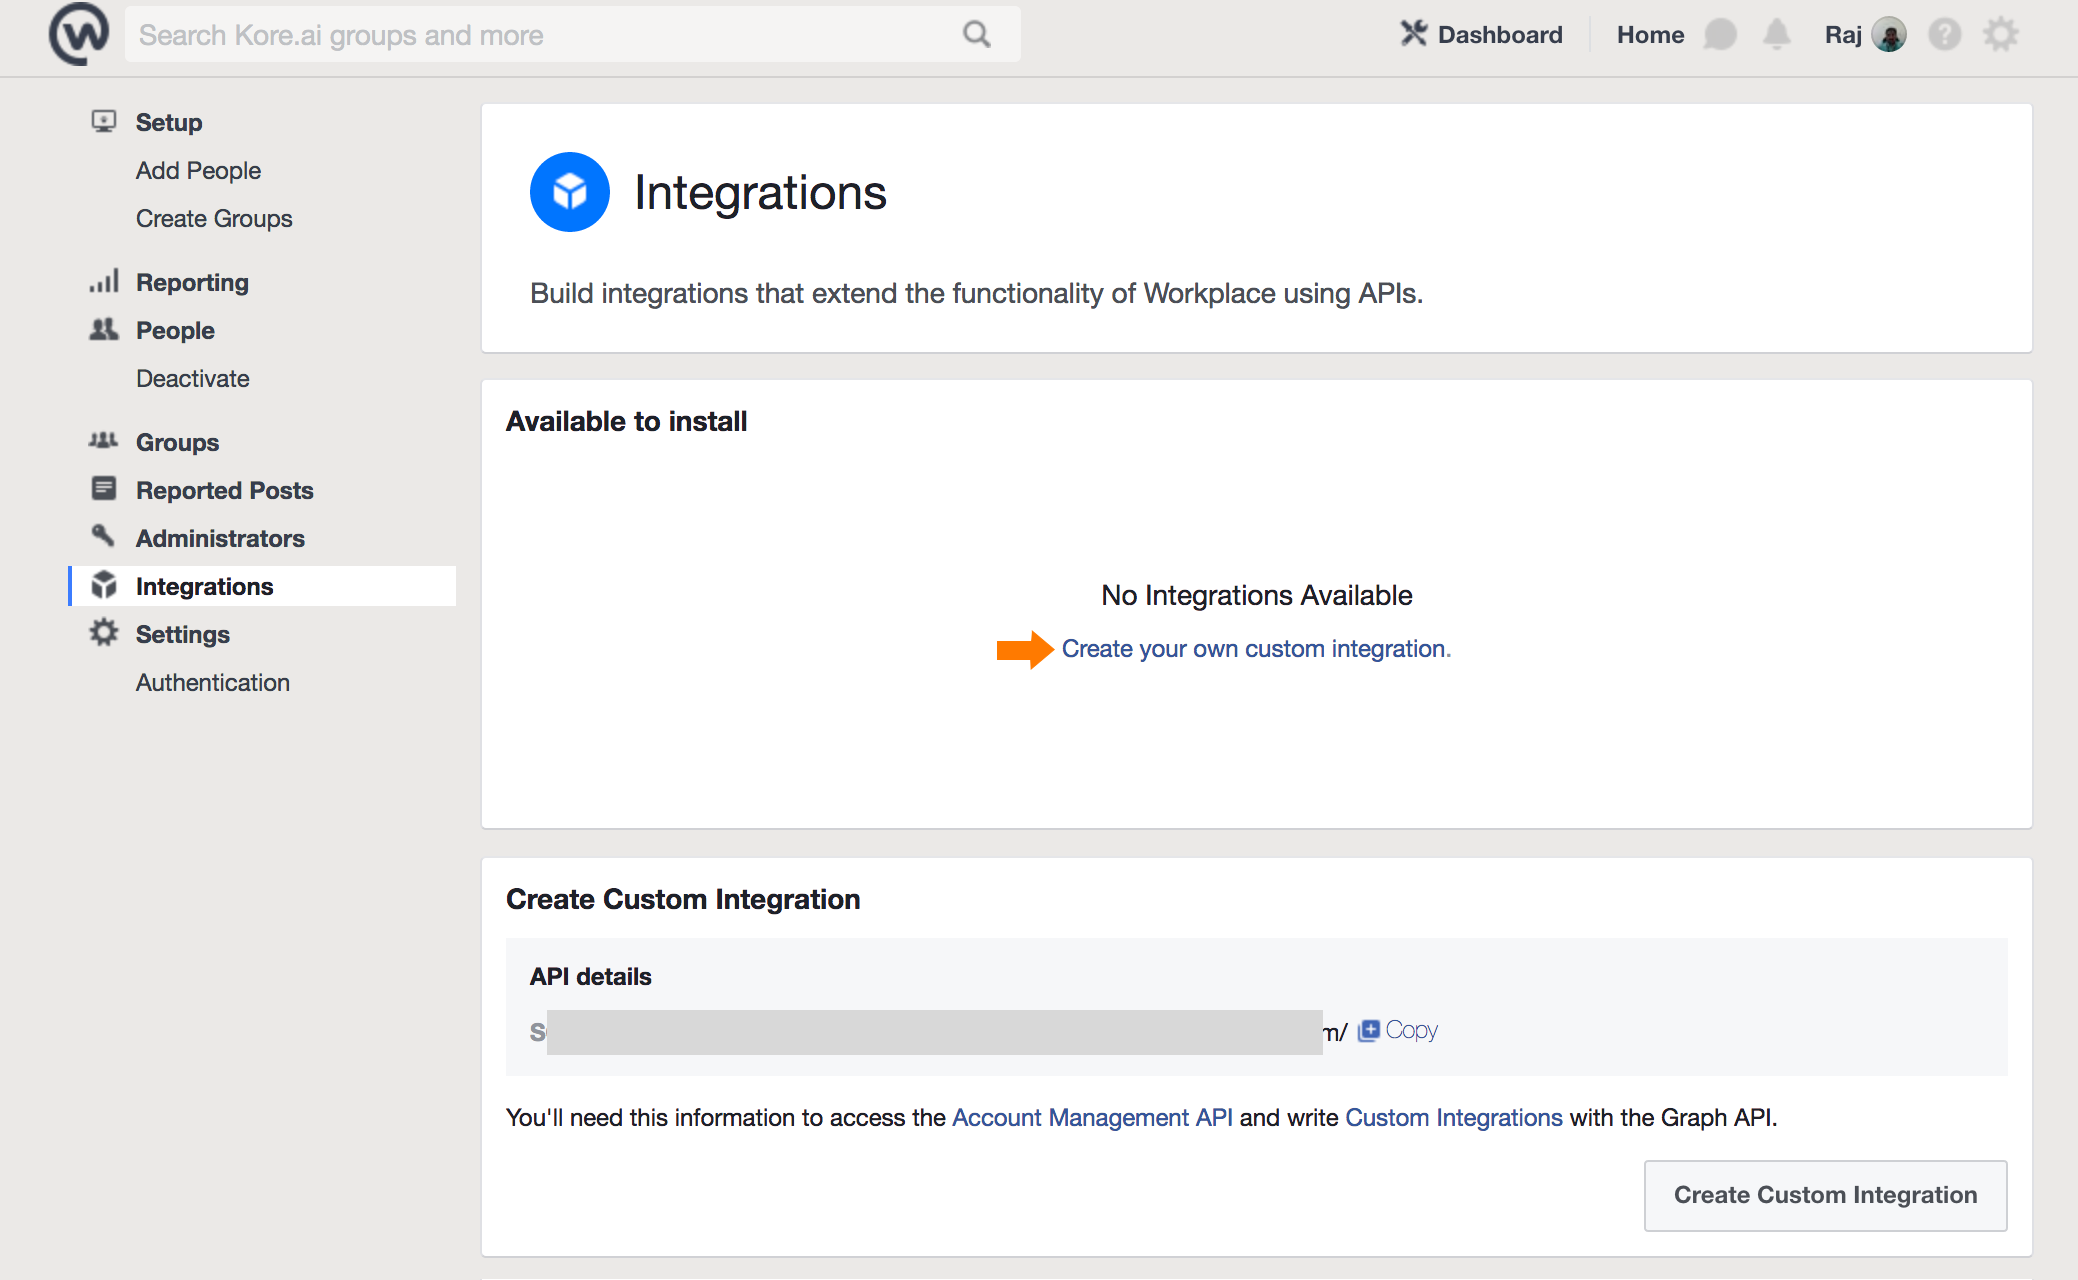 W
Search Kore.ai groups and more
Dashboard
Home
Raj
?
Setup
Add People
Create Groups
Reporting
People
Deactivate
Groups
Reported Posts
Administrators
Integrations
Settings
Authentication
Integrations
Build integrations that extend the functionality of Workplace using APIs.
Available to install
No Integrations Available
Create your own custom integration.
Create Custom Integration
API details
m/ Copy
You'll need this information to access the Account Management API and write Custom Integrations with the Graph API.
Create Custom Integration